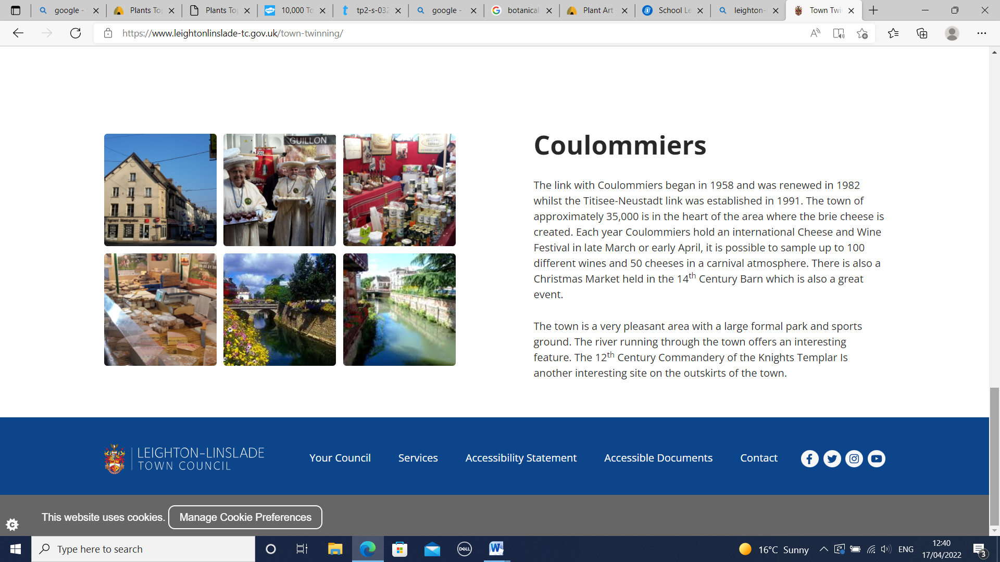 google -
Plants To
Plants To
10,000 To
tp2-s-032
google -
botanical
Plant Art
School Le
leighton-
Town Twi
https://www.leightonlinslade-tc.gov.uk/town-twinning/
GUILLON
Coulommiers
The link with Coulommiers began in 1958 and was renewed in 1982
whilst the Titisee-Neustadt link was established in 1991. The town of
approximately 35,000 is in the heart of the area where the brie cheese is
created. Each year Coulommiers hold an international Cheese and Wine
Festival in late March or early April, it is possible to sample up to 100
different wines and 50 cheeses in a carnival atmosphere. There is also a
Christmas Market held in the 14th Century Barn which is also a great
event.
The town is a very pleasant area with a large formal park and sports
ground. The river running through the town offers an interesting
feature. The 12th Century Commandery of the Knights Templar Is
another interesting site on the outskirts of the town.
LEIGHTON-LINSLADE
TOWN COUNCIL
Your Council
Services
Accessibility Statement
Accessible Documents
Contact
This website uses cookies.
Manage Cookie Preferences
Type here to search
DELL
16°C Sunny
ENG
12:40
17/04/2022
3